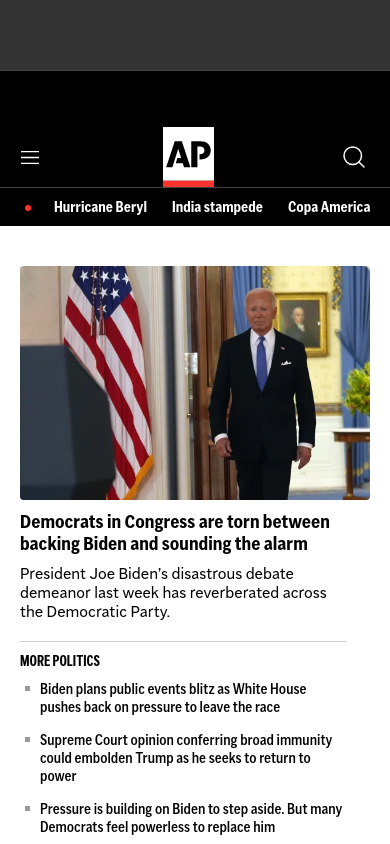 AP
Hurricane Beryl India stampede Copa America
Democrats in Congress are torn between
backing Biden and sounding the alarm
President Joe Biden’s disastrous debate
demeanor last week has reverberated across
the Democratic Party.
MORE POLITICS
Biden plans public events blitz as White House
pushes back on pressure to leave the race
Supreme Court opinion conferring broad immunity
could embolden Trump as he seeks to return to
power
Pressure is building on Biden to step aside. But many
Democrats feel powerless to replace him